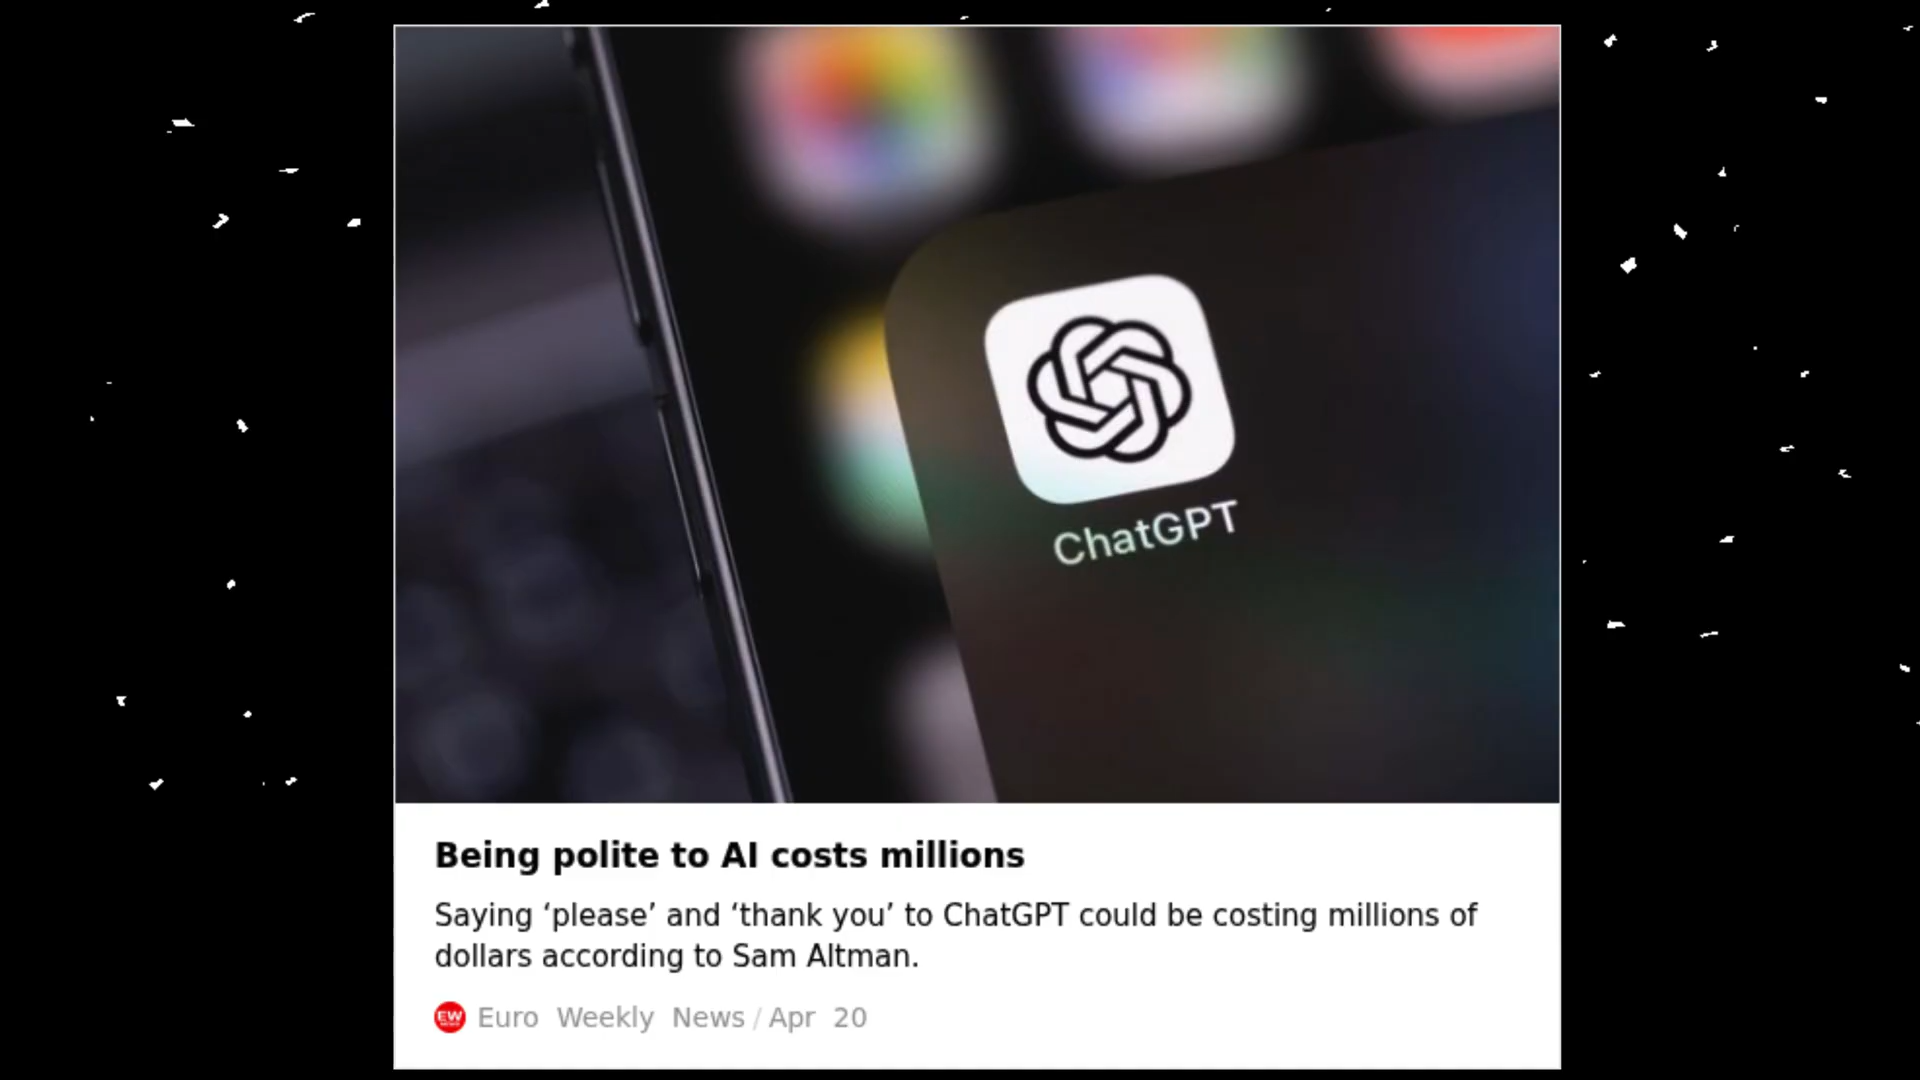 ChatGPT
Being polite to AI costs millions
Saying ‘please’ and ‘thank you’ to ChatGPT could be costing millions of
dollars according to Sam Altman.
EW
NEWS
Euro Weekly News / Apr 20